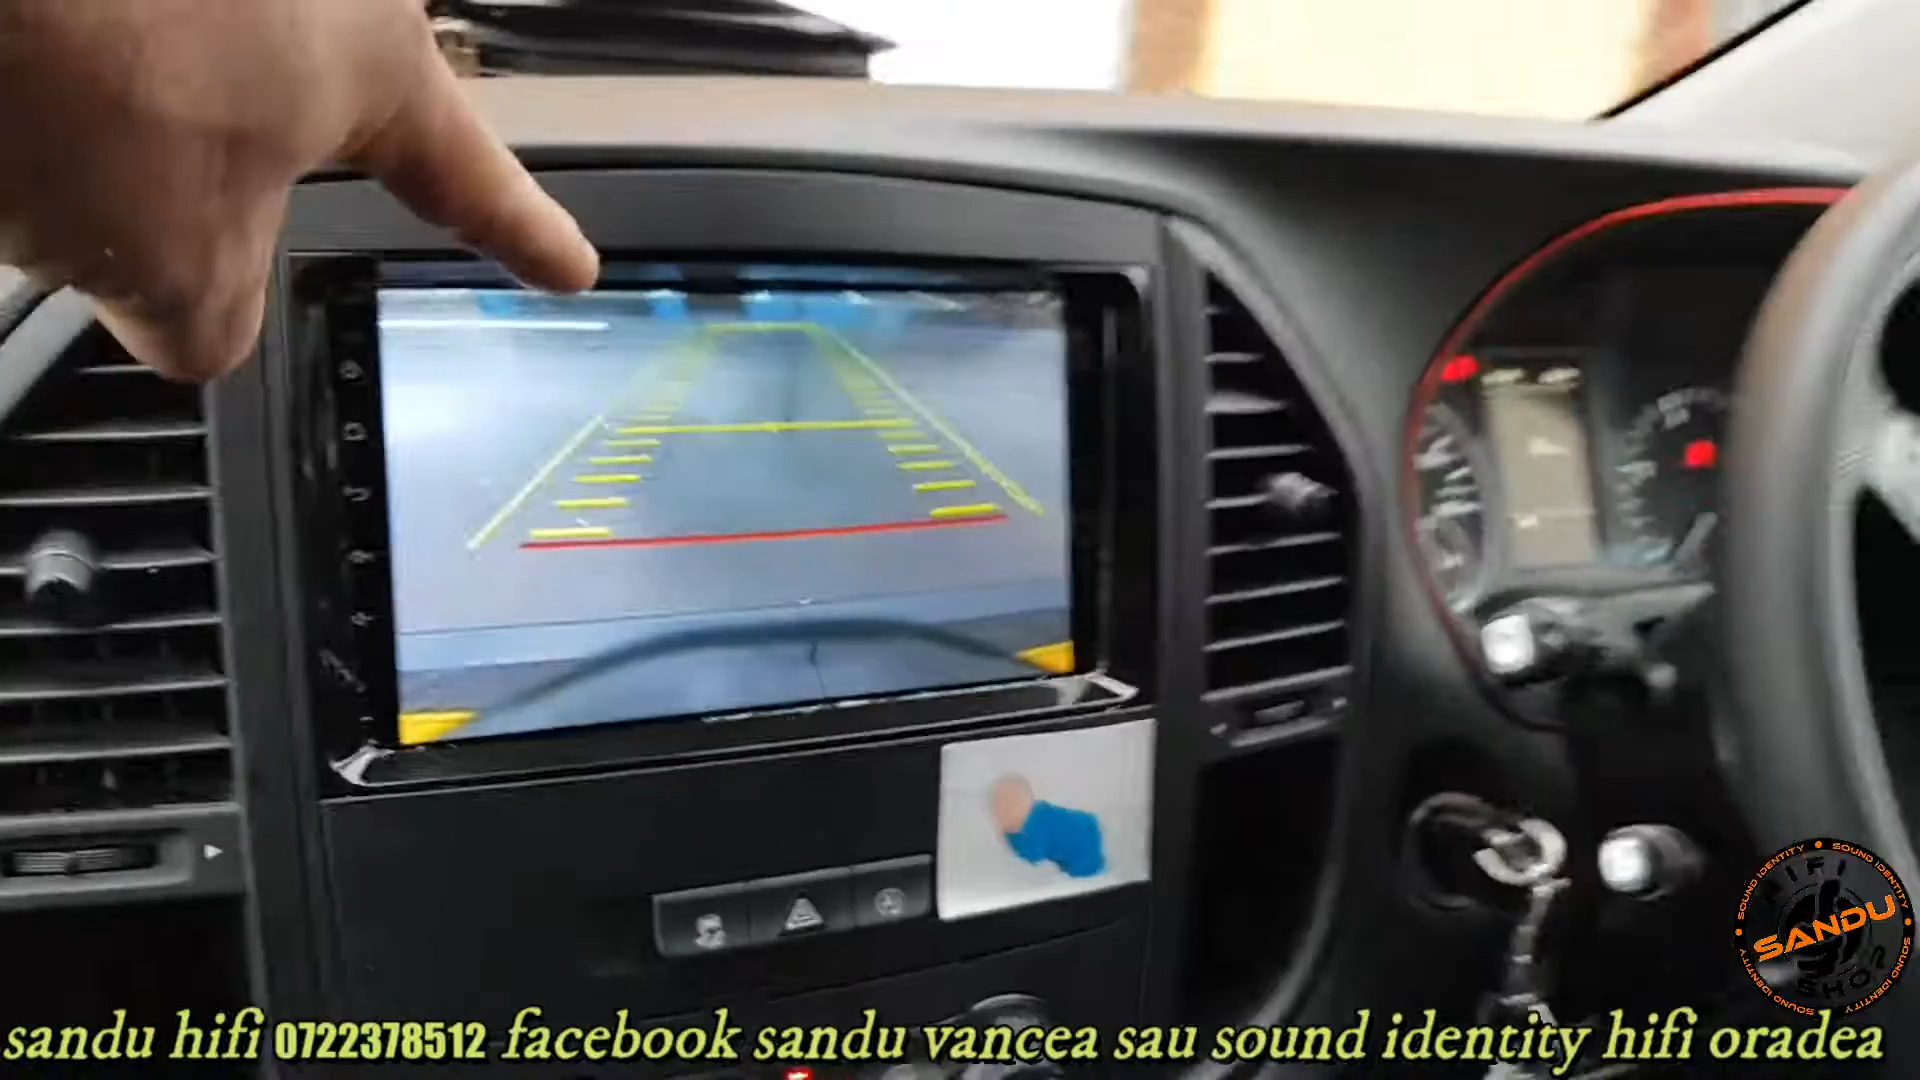 SOUND IDENTITY • SOUND IDENTITY
HIFI
SANDU
SHOP
SOUND IDENTITY • SOUND IDENTITY
sandu hifi 0722378512 facebook sandu vancea sau sound identity hifi oradea